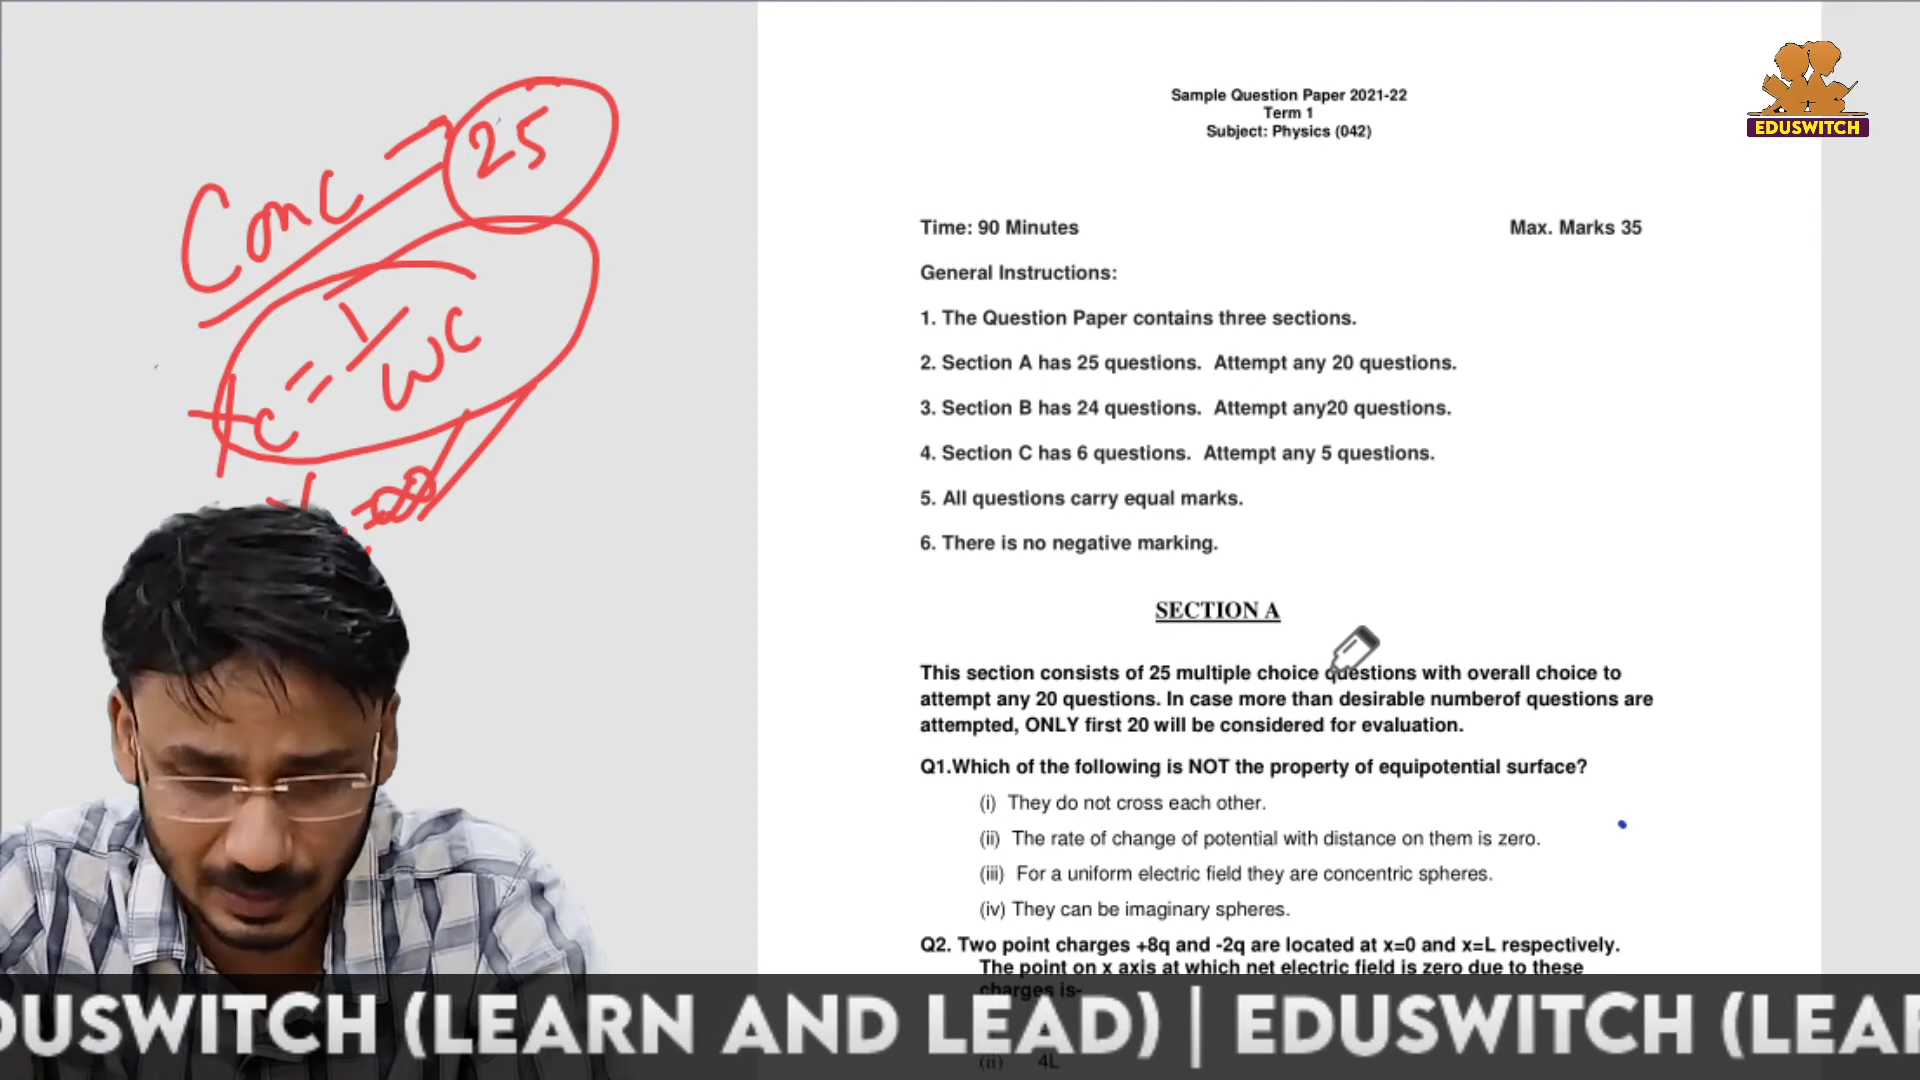 25
Conc
1
Xc = WC
EDUSWITCH
Sample Question Paper 2021-22
Term 1
Subject: Physics (042)
Time: 90 Minutes Max. Marks 35
General Instructions:
1. The Question Paper contains three sections.
2. Section A has 25 questions. Attempt any 20 questions.
3. Section B has 24 questions. Attempt any20 questions.
4. Section C has 6 questions. Attempt any 5 questions.
5. All questions carry equal marks.
6. There is no negative marking.
SECTION A
This section consists of 25 multiple choice questions with overall choice to
attempt any 20 questions. In case more than desirable numberof questions are
attempted, ONLY first 20 will be considered for evaluation.
Q1.Which of the following is NOT the property of equipotential surface?
(i) They do not cross each other.
(ii) The rate of change of potential with distance on them is zero.
(iii) For a uniform electric field they are concentric spheres.
(iv) They can be imaginary spheres.
Q2. Two point charges +8q and -2q are located at x=0 and x=L respectively.
The point on x axis at which net electric field is zero due to these
charges is-
DUSWITCH (LEARN AND LEAD) | EDUSWITCH (LEA
(ii) 4L